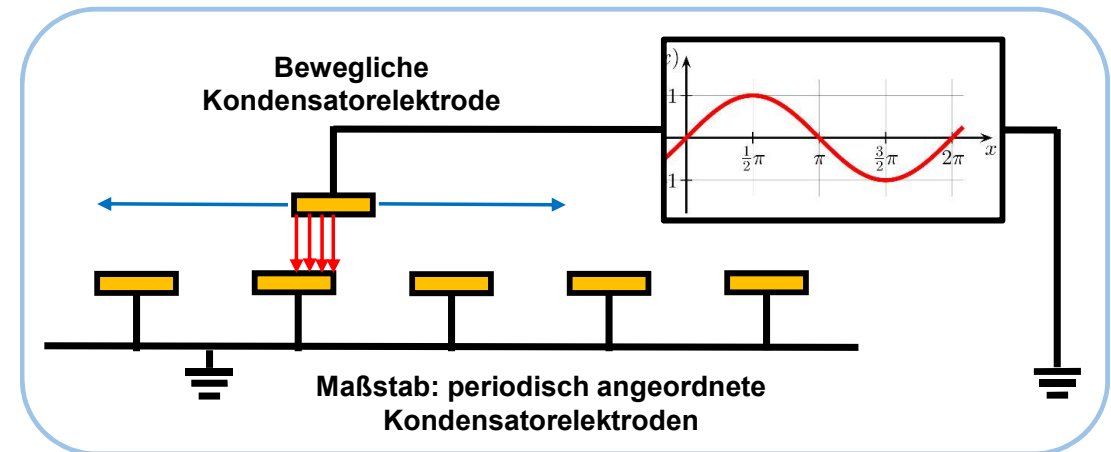 Bewegliche
Kondensatorelektrode
x)
1
½π
π
3/2π
2π
x
1
Maßstab: periodisch angeordnete
Kondensatorelektroden